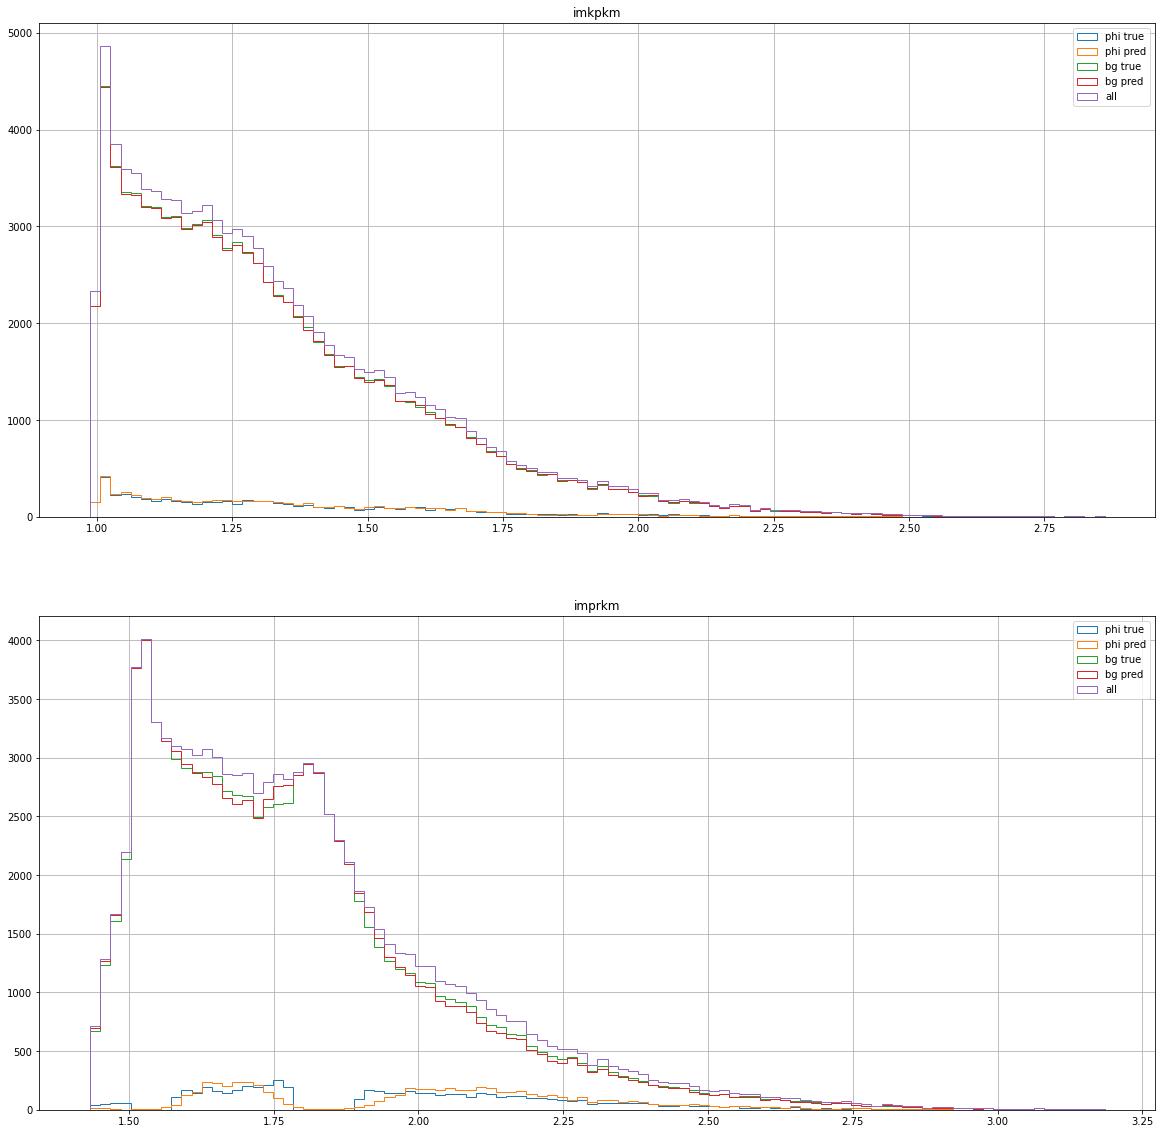 imkpkm
5000
4000
3000
2000
1000
0
phi true
phi pred
bg true
bg pred
all
1.00 1.25 1.50 1.75 2.00 2.25 2.50 2.75
imprkm
4000
3500
3000
2500
2000
1500
1000
500
0
phi true
phi pred
bg true
bg pred
all
1.50 1.75 2.00 2.25 2.50 2.75 3.00 3.25